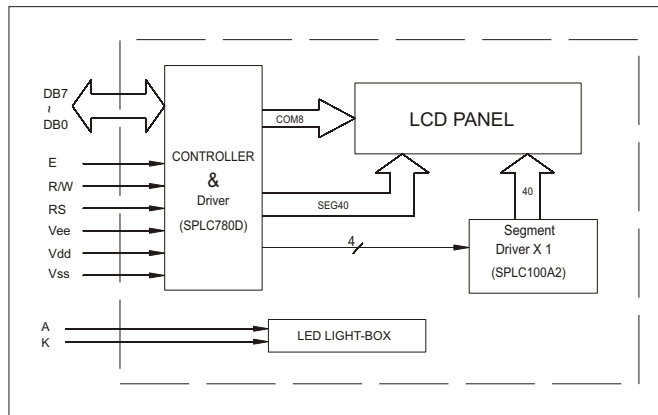 DB7
~
DB0
E
R/W
RS
Vee
Vdd
Vss
A
K
CONTROLLER
&
Driver
(SPLC780D)
COM8
SEG40
4
LCD PANEL
40
Segment
Driver X 1
(SPLC100A2)
LED LIGHT-BOX